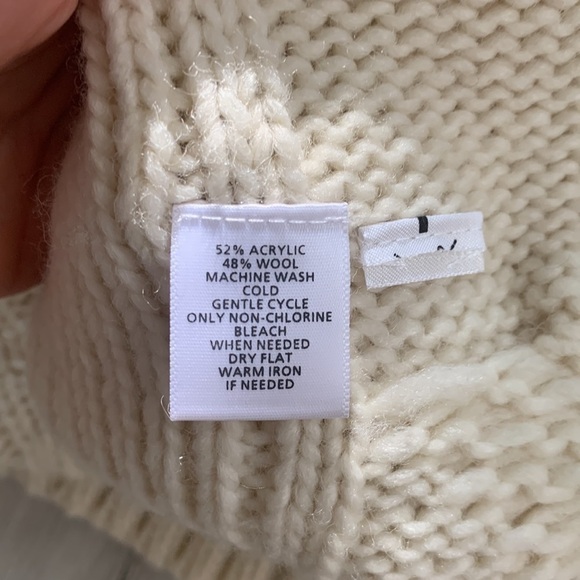 52% ACRYLIC
48% WOOL
MACHINE WASH
COLD
GENTLE CYCLE
ONLY NON-CHLORINE
BLEACH
WHEN NEEDED
DRY FLAT
WARM IRON
IF NEEDED